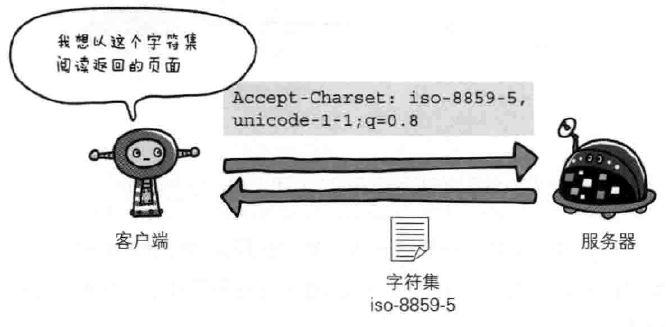 我想以这个字符集
阅读返回的页面
Accept-Charset: iso-8859-5,
unicode-1-1;q=0.8
客户端
服务器
字符集
iso-8859-5